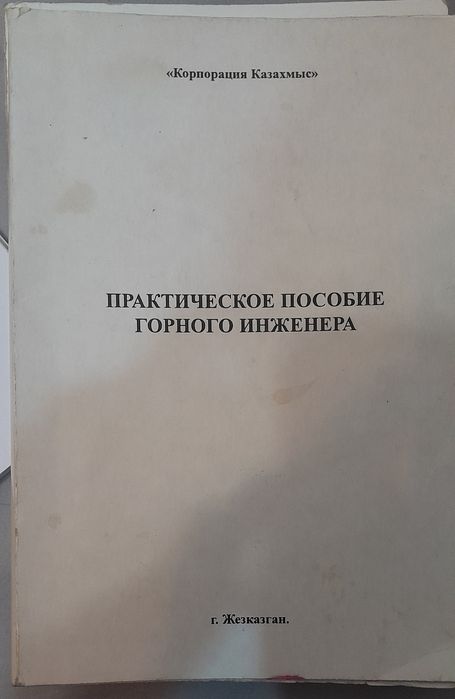 «Корпорация Казахмыс»
ПРАКТИЧЕСКОЕ ПОСОБИЕ
ГОРНОГО ИНЖЕНЕРА
г. Жезказган.